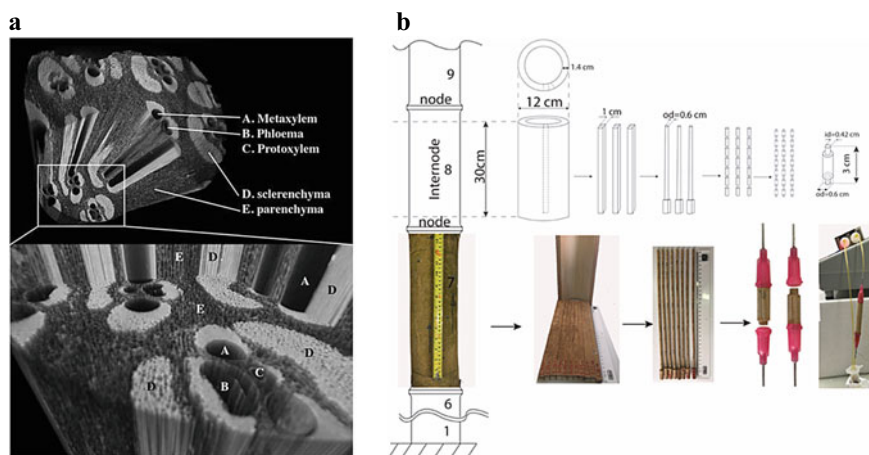 a
A. Metaxylem
B. Phloema
C. Protoxylem
D. sclerenchyma
E. parenchyma
E
D
A
D
E
A
D
C
B
D
A
b
9
node
Internode
8
30cm
node
7
6
1
1.4 cm
12 cm
1 cm
od=0.6 cm
id=0.42 cm
3 cm
od=0.6 cm